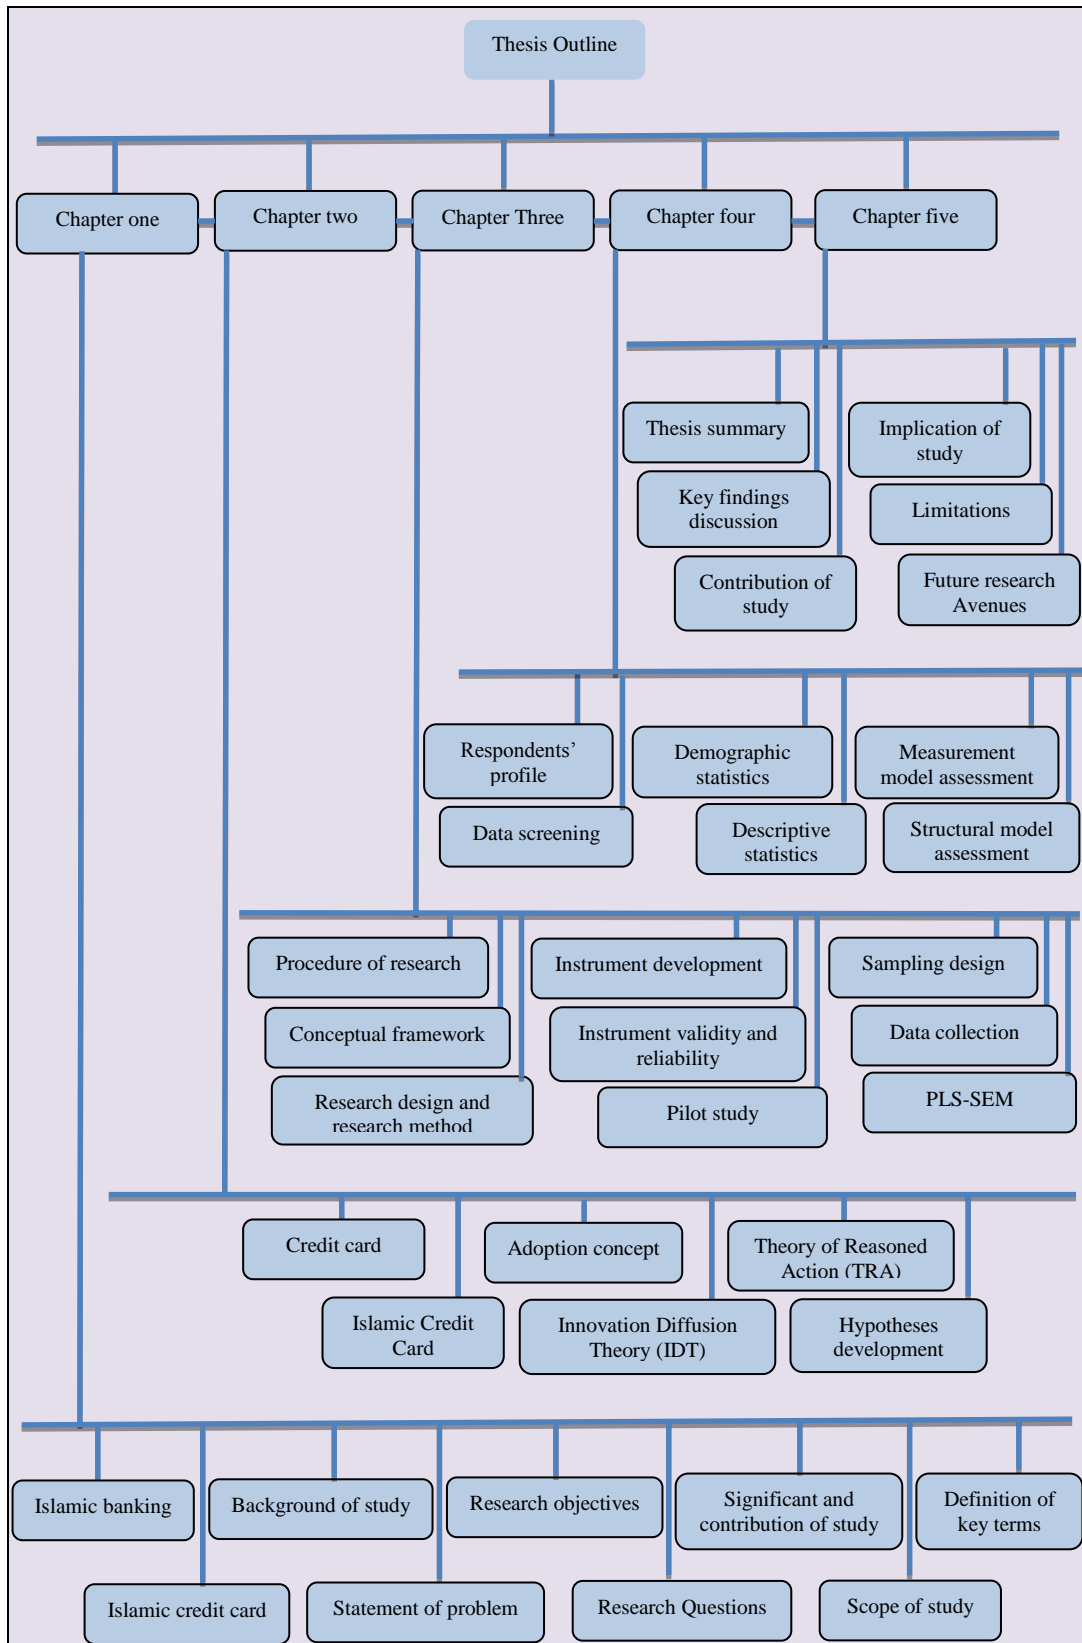 Thesis Outline
Chapter one
Chapter two
Chapter Three
Chapter four
Chapter five
Thesis summary
Implication of
study
Key findings
discussion
Limitations
Contribution of
study
Future research
Avenues
Respondents’
profile
Demographic
statistics
Measurement
model assessment
Data screening
Descriptive
statistics
Structural model
assessment
Procedure of research
Instrument development
Sampling design
Conceptual framework
Instrument validity and
reliability
Data collection
Research design and
research method
Pilot study
PLS-SEM
Credit card
Adoption concept
Theory of Reasoned
Action (TRA)
Islamic Credit
Card
Innovation Diffusion
Theory (IDT)
Hypotheses
development
Islamic banking
Background of study
Research objectives
Significant and
contribution of study
Definition of
key terms
Islamic credit card
Statement of problem
Research Questions
Scope of study